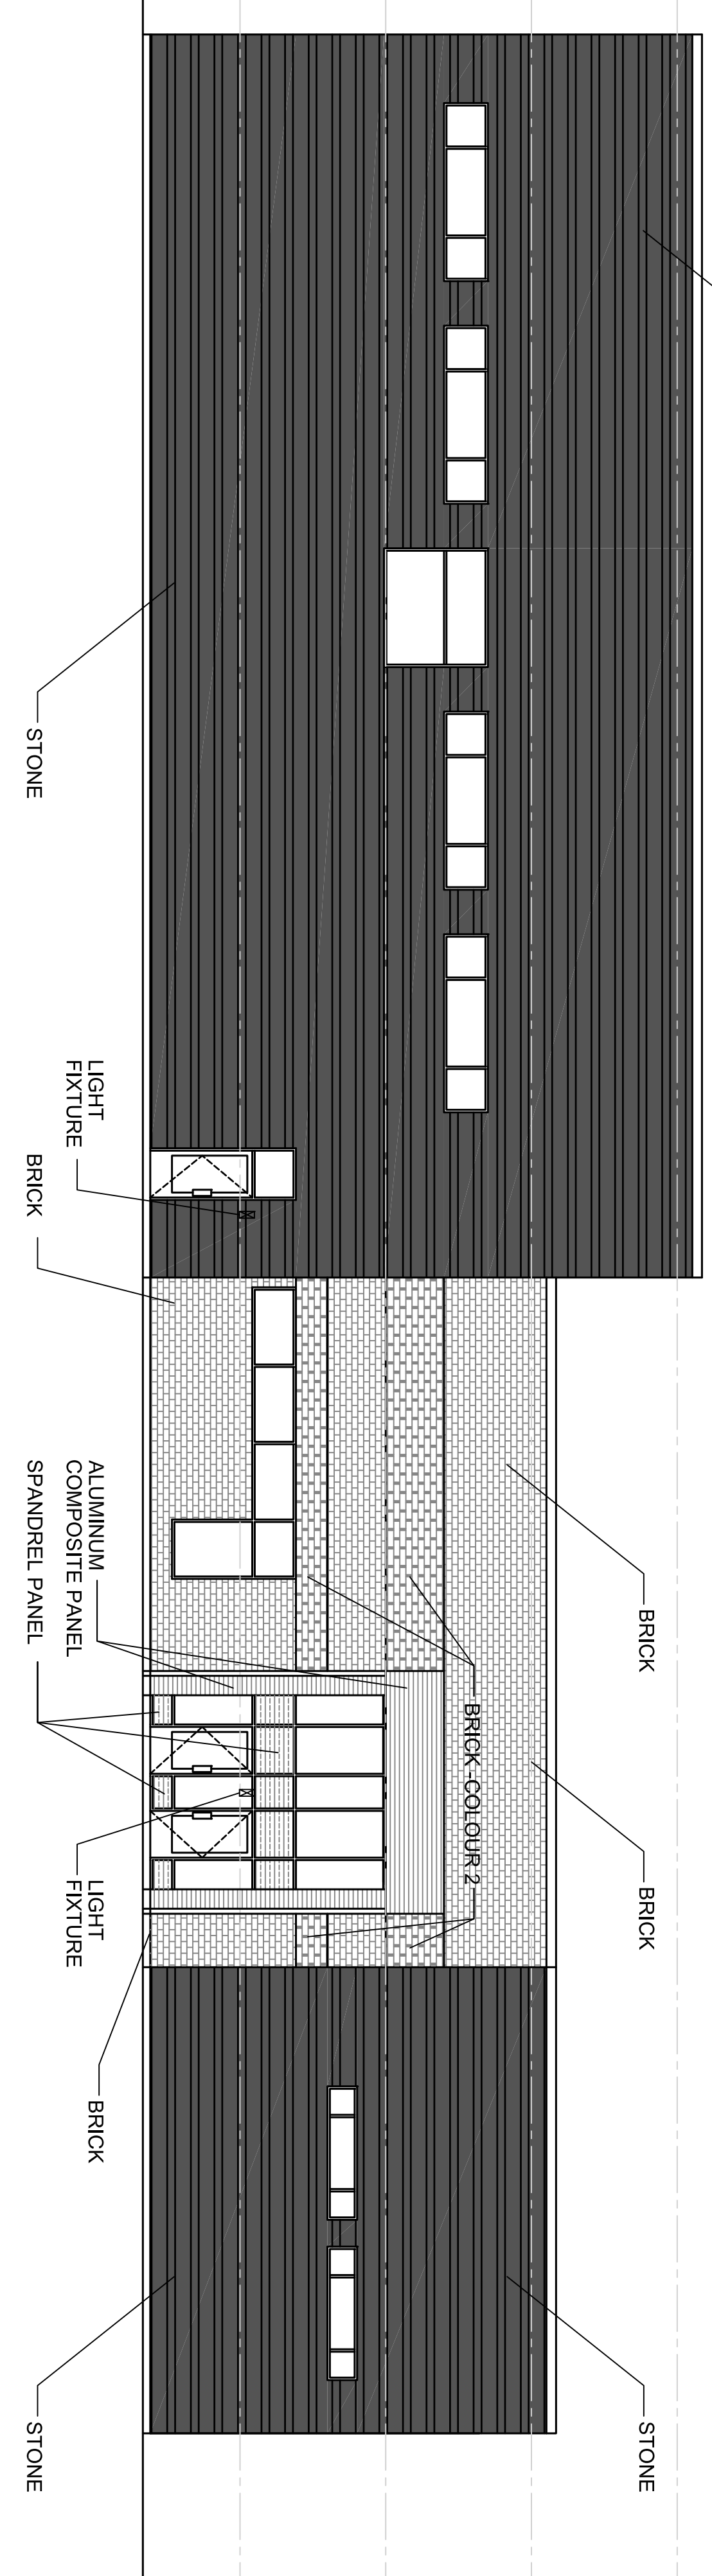 BRICK
BRICK
STONE
BRICK -COLOUR 2
STONE
LIGHT
FIXTURE
BRICK
ALUMINUM
COMPOSITE PANEL
SPANDREL PANEL
LIGHT
FIXTURE
BRICK
STONE